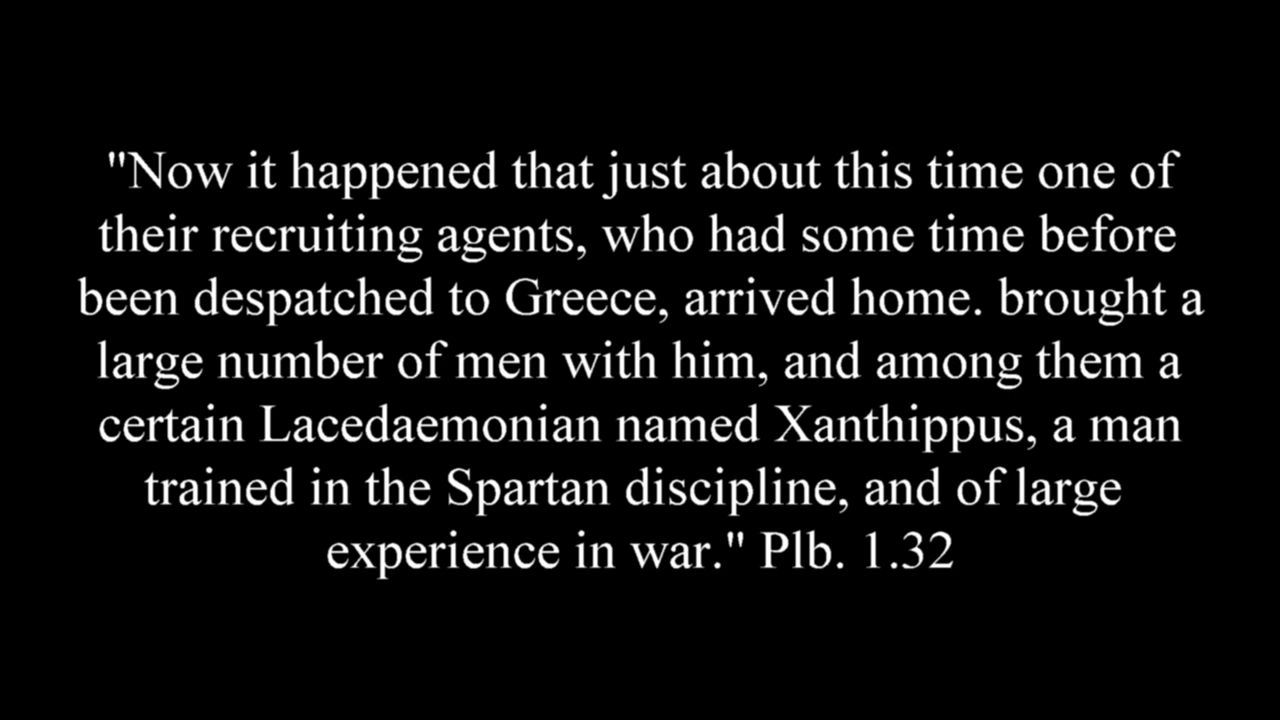 "Now it happened that just about this time one of
their recruiting agents, who had some time before
been despatched to Greece, arrived home. brought a
large number of men with him, and among them a
certain Lacedaemonian named Xanthippus, a man
trained in the Spartan discipline, and of large
experience in war." Plb. 1.32